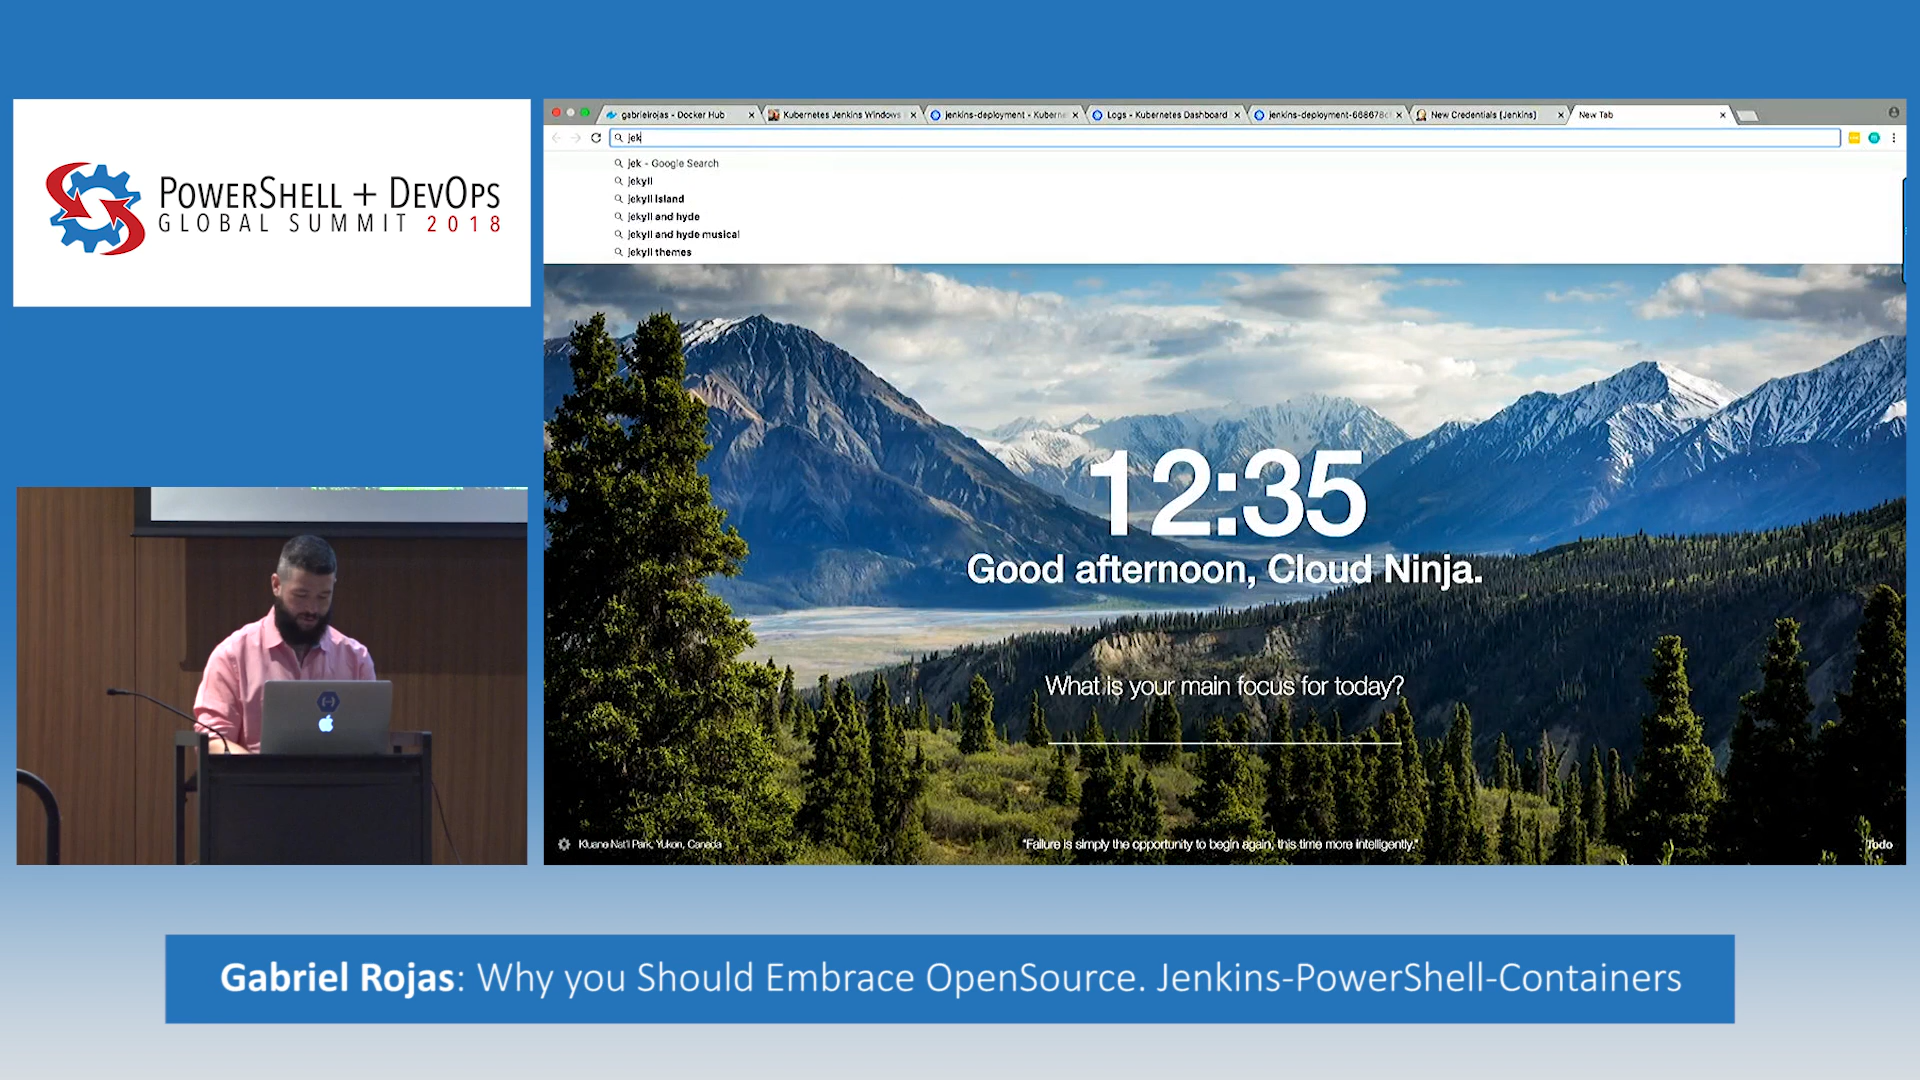 POWERSHELL + DEVOPS
GLOBAL SUMMIT 2018
gabrielrojas - Docker Hub
Kubernetes Jenkins Windows
jenkins-deployment - Kuberne
Logs - Kubernetes Dashboard
jenkins-deployment-668678c
New Credentials [Jenkins]
New Tab
jek
jek - Google Search
jekyll
jekyll island
jekyll and hyde
jekyll and hyde musical
jekyll themes
12:35
Good afternoon, Cloud Ninja.
What is your main focus for today?
Kluane Nat'l Park, Yukon, Canada
"Failure is simply the opportunity to begin again, this time more intelligently."
Todo
Gabriel Rojas: Why you Should Embrace OpenSource. Jenkins-PowerShell-Containers